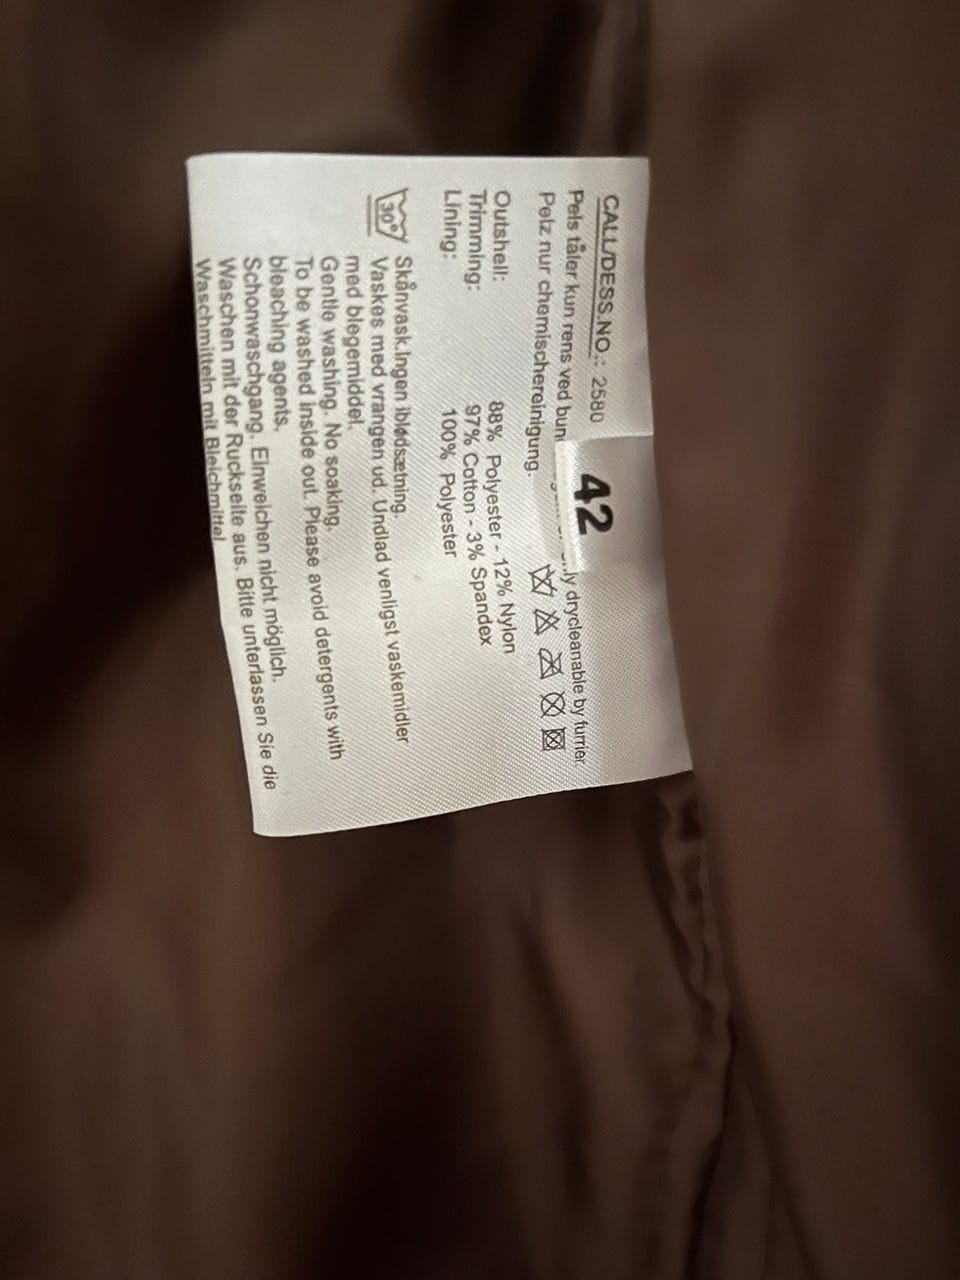 CALL/DESS.NO.: 2580
42
Pels tåler kun rens ved drycleanable by furrier.
Pelz nur chemischereinigung.
Outshell: 88% Polyester - 12% Nylon
Trimming: 97% Cotton - 3% Spandex
Lining: 100% Polyester
30°
Skånvask.Ingen iblødsætning.
Vaskes med vrangen ud. Undlad venligst vaskemidler
med blegemiddel.
Gentle washing. No soaking.
To be washed inside out. Please avoid detergents with
bleaching agents.
Schonwaschgang. Einweichen nicht möglich.
Waschen mit der Ruckseite aus. Bitte unterlassen Sie die
Waschmitteln mit Bleichmittel